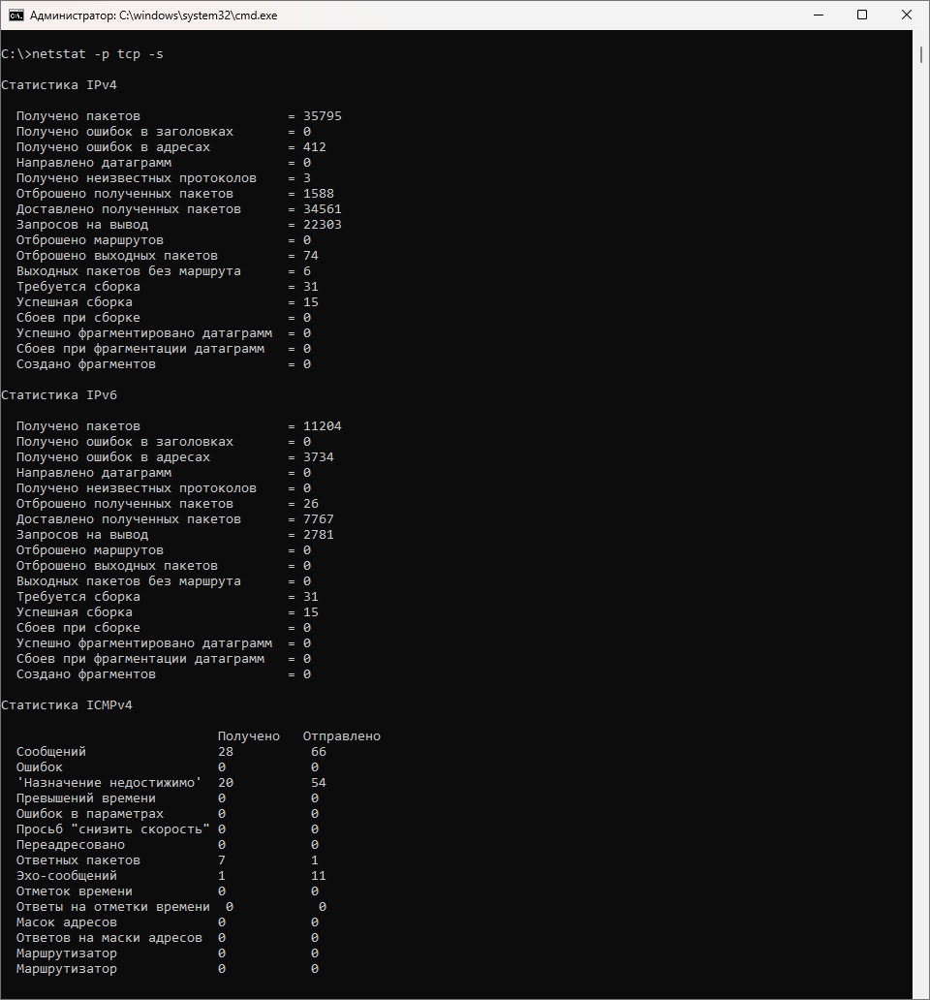 Администратор: C:\windows\system32\cmd.exe
C:\>netstat -p tcp -s
Статистика IPv4
Получено пакетов = 35795
Получено ошибок в заголовках = 0
Получено ошибок в адресах = 412
Направлено датаграмм = 0
Получено неизвестных протоколов = 3
Отброшено полученных пакетов = 1588
Доставлено полученных пакетов = 34561
Запросов на вывод = 22303
Отброшено маршрутов = 0
Отброшено выходных пакетов = 74
Выходных пакетов без маршрута = 6
Требуется сборка = 31
Успешная сборка = 15
Сбоев при сборке = 0
Успешно фрагментировано датаграмм = 0
Сбоев при фрагментации датаграмм = 0
Создано фрагментов = 0
Статистика IPv6
Получено пакетов = 11204
Получено ошибок в заголовках = 0
Получено ошибок в адресах = 3734
Направлено датаграмм = 0
Получено неизвестных протоколов = 0
Отброшено полученных пакетов = 26
Доставлено полученных пакетов = 7767
Запросов на вывод = 2781
Отброшено маршрутов = 0
Отброшено выходных пакетов = 0
Выходных пакетов без маршрута = 0
Требуется сборка = 31
Успешная сборка = 15
Сбоев при сборке = 0
Успешно фрагментировано датаграмм = 0
Сбоев при фрагментации датаграмм = 0
Создано фрагментов = 0
Статистика ICMPv4
Получено Отправлено
Сообщений 28 66
Ошибок 0 0
'Назначение недостижимо' 20 54
Превышений времени 0 0
Ошибок в параметрах 0 0
Просьб "снизить скорость" 0 0
Переадресовано 0 0
Ответных пакетов 7 1
Эхо-сообщений 1 11
Отметок времени 0 0
Ответы на отметки времени 0 0
Масок адресов 0 0
Ответов на маски адресов 0 0
Маршрутизатор 0 0
Маршрутизатор 0 0